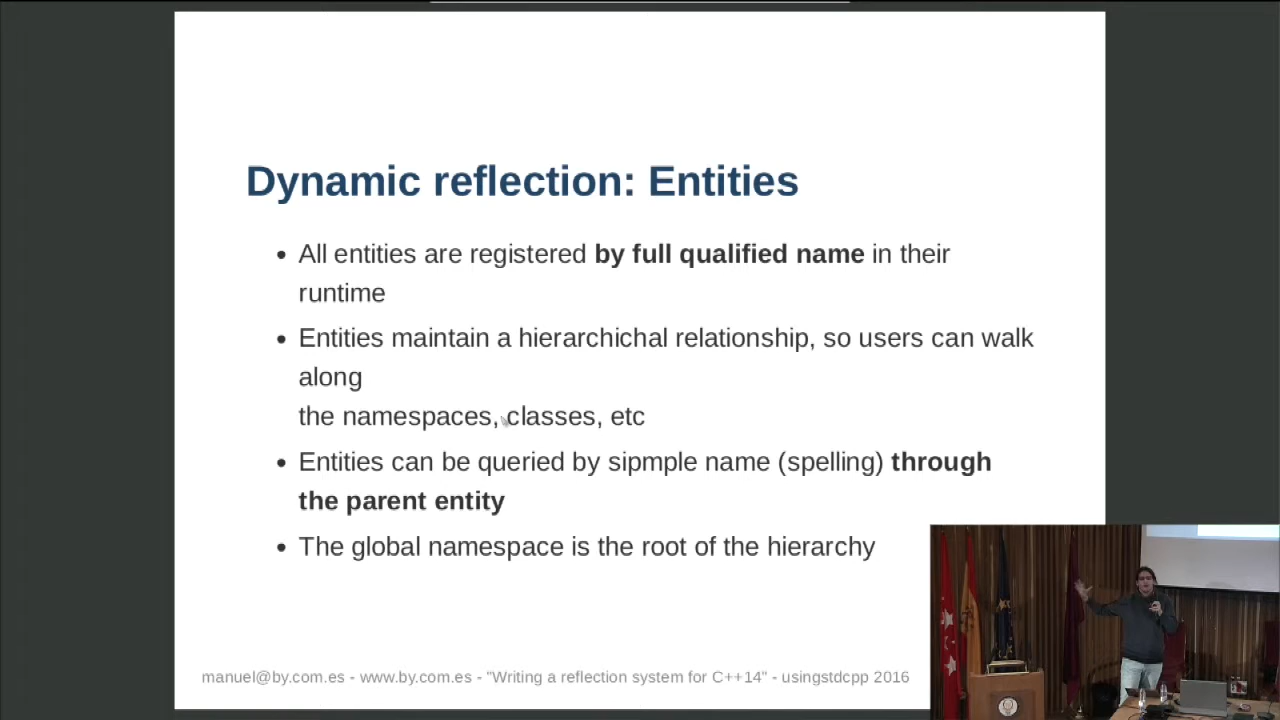 Dynamic reflection: Entities
All entities are registered by full qualified name in their
runtime
Entities maintain a hierarchichal relationship, so users can walk
along
the namespaces, classes, etc
Entities can be queried by sipmple name (spelling) through
the parent entity
The global namespace is the root of the hierarchy
manuel@by.com.es - www.by.com.es - "Writing a reflection system for C++14" - usingstdcpp 2016